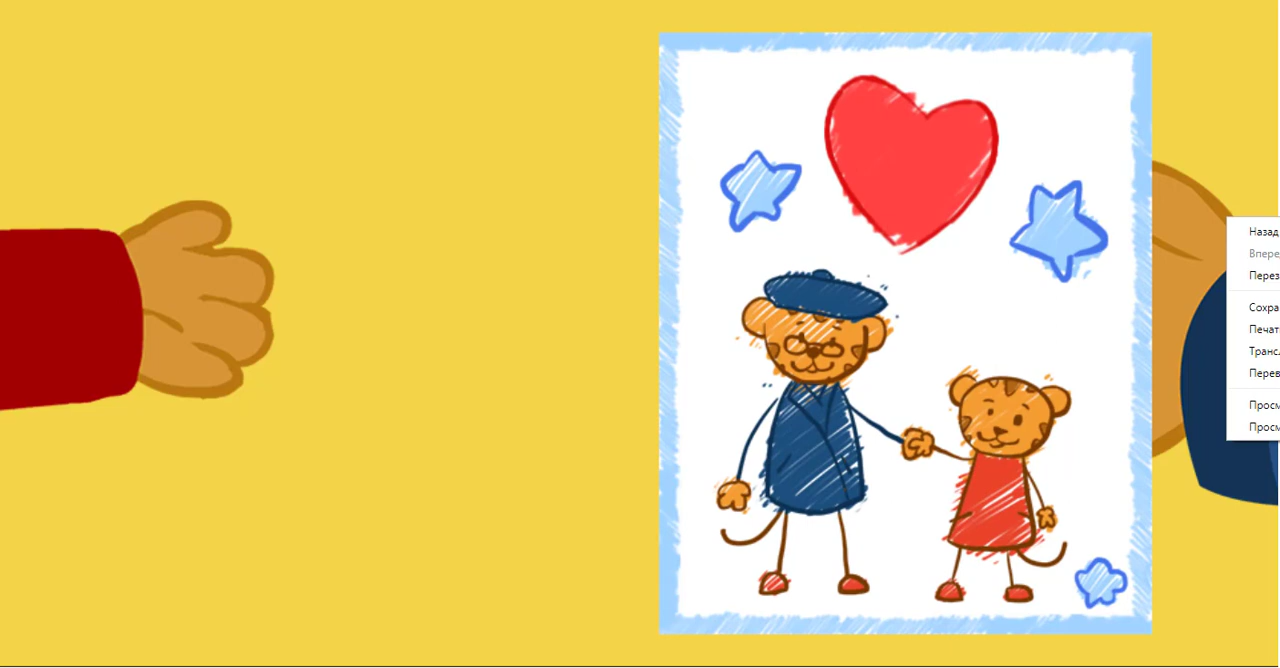 Назад
Впере
Перез
Сохра
Печат
Транс
Перев
Просм
Просм